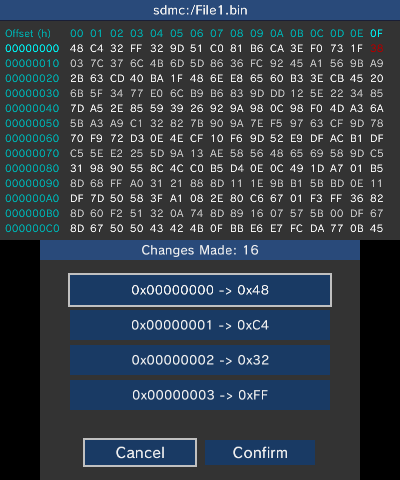 sdmc:/File1.bin
Offset (h) 00 01 02 03 04 05 06 07 08 09 0A 0B 0C 0D 0E 0F
00000000 48 C4 32 FF 32 9D 51 C0 81 B6 CA 3E F0 73 1F
00000010 03 7C 37 6C 4B 6D 5D 86 36 FC 92 45 A1 56 9B A9
00000020 2B 63 CD 40 BA 1F 48 6E E8 65 60 B3 3E CB 45 20
00000030 6B 5F 34 77 E0 6C B9 B6 83 9D DD 12 5E 22 34 85
00000040 7D A5 2E 85 59 39 26 92 9A 98 0C 98 F0 4D A3 6A
00000050 5B A3 A9 C1 32 82 7B 90 9A 7E F5 97 63 CF 9D 78
00000060 70 F9 72 D3 0E 4E CF 10 F6 9D 52 E9 DF AC B1 DF
00000070 C5 5E E2 25 5D 9A 13 AE 58 56 48 65 69 58 9D C5
00000080 31 98 90 55 8C 4C C0 B5 D4 0E 0C 49 1D 7A 01 B5
00000090 8D 68 FF A0 31 21 88 8D 11 1E 9B B1 5B BD 0E 11
000000A0 DF 7D 50 58 3F A1 08 2E 80 C6 67 01 F3 FF 36 82
000000B0 8D 60 F2 51 32 0A 74 8D 89 16 07 57 5B 00 DF 67
000000C0 8D 67 50 50 43 42 4B 0F BB E6 E7 FC DA 77 0B 45
Changes Made: 16
0x00000000 -> 0x48
0x00000001 -> 0xC4
0x00000002 -> 0x32
0x00000003 -> 0xFF
Cancel Confirm